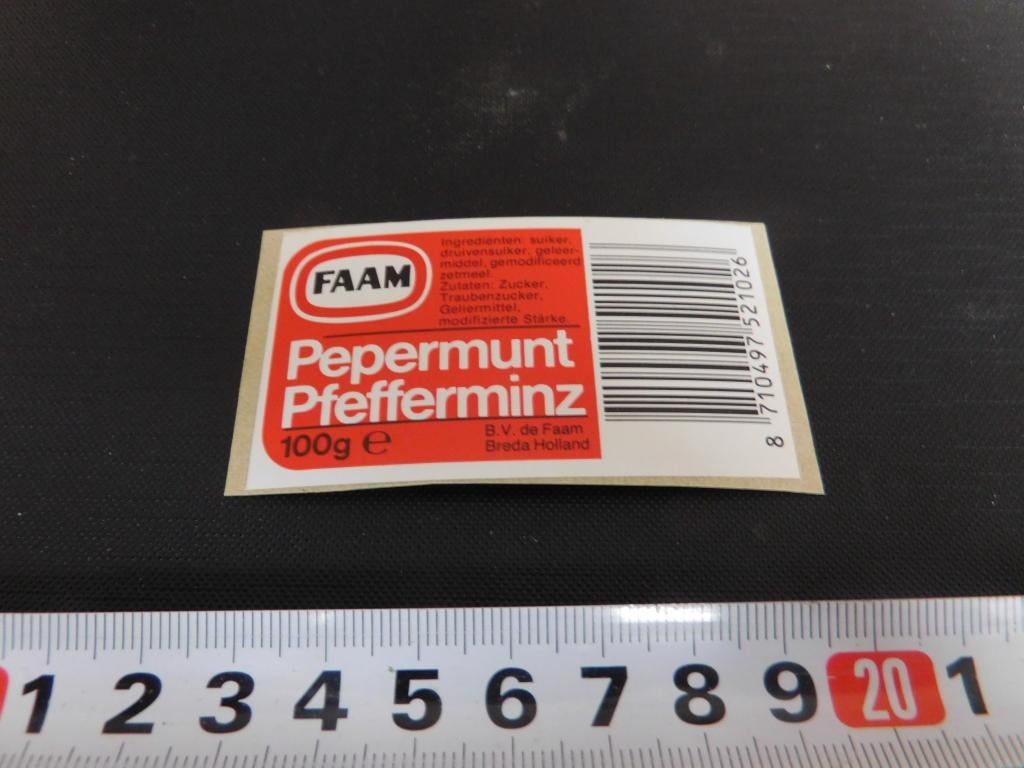 FAAM
Ingrediënten: suiker,
druivensuiker, geleer-
middel, gemodificeerd
zetmeel.
Zutaten: Zucker,
Traubenzucker,
Geliermittel,
modifizierte Stärke.
Pepermunt
Pfefferminz
100g ℮
B.V. de Faam
Breda Holland
8 710497 521026
1 2 3 4 5 6 7 8 9 20 1